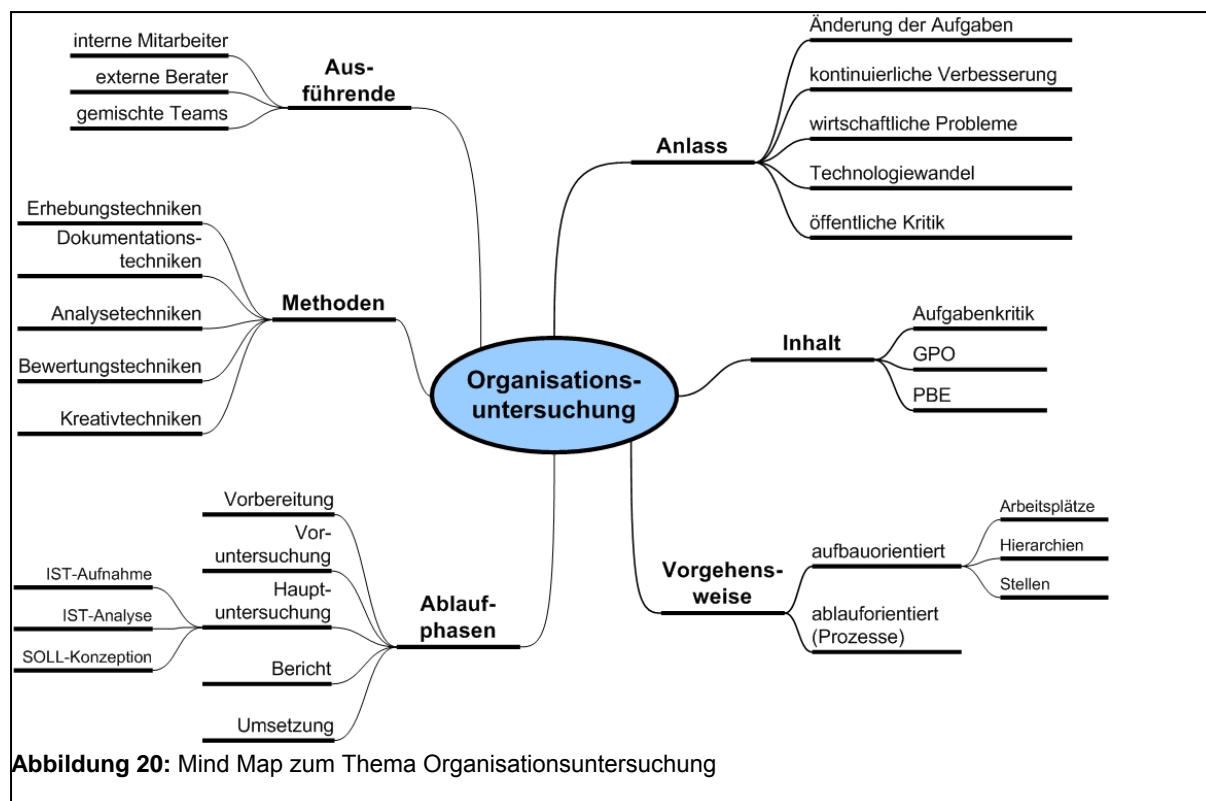 interne Mitarbeiter
externe Berater
gemischte Teams
Aus-
führende
Erhebungstechniken
Dokumentations-
techniken
Analysetechniken
Bewertungstechniken
Kreativtechniken
Methoden
Vorbereitung
Vor-
untersuchung
Haupt-
untersuchung
IST-Aufnahme
IST-Analyse
SOLL-Konzeption
Bericht
Umsetzung
Ablauf-
phasen
Organisations-
untersuchung
Anlass
Änderung der Aufgaben
kontinuierliche Verbesserung
wirtschaftliche Probleme
Technologiewandel
öffentliche Kritik
Inhalt
Aufgabenkritik
GPO
PBE
Vorgehens-
weise
aufbauorientiert
Arbeitsplätze
Hierarchien
Stellen
ablauforientiert
(Prozesse)
Abbildung 20: Mind Map zum Thema Organisationsuntersuchung